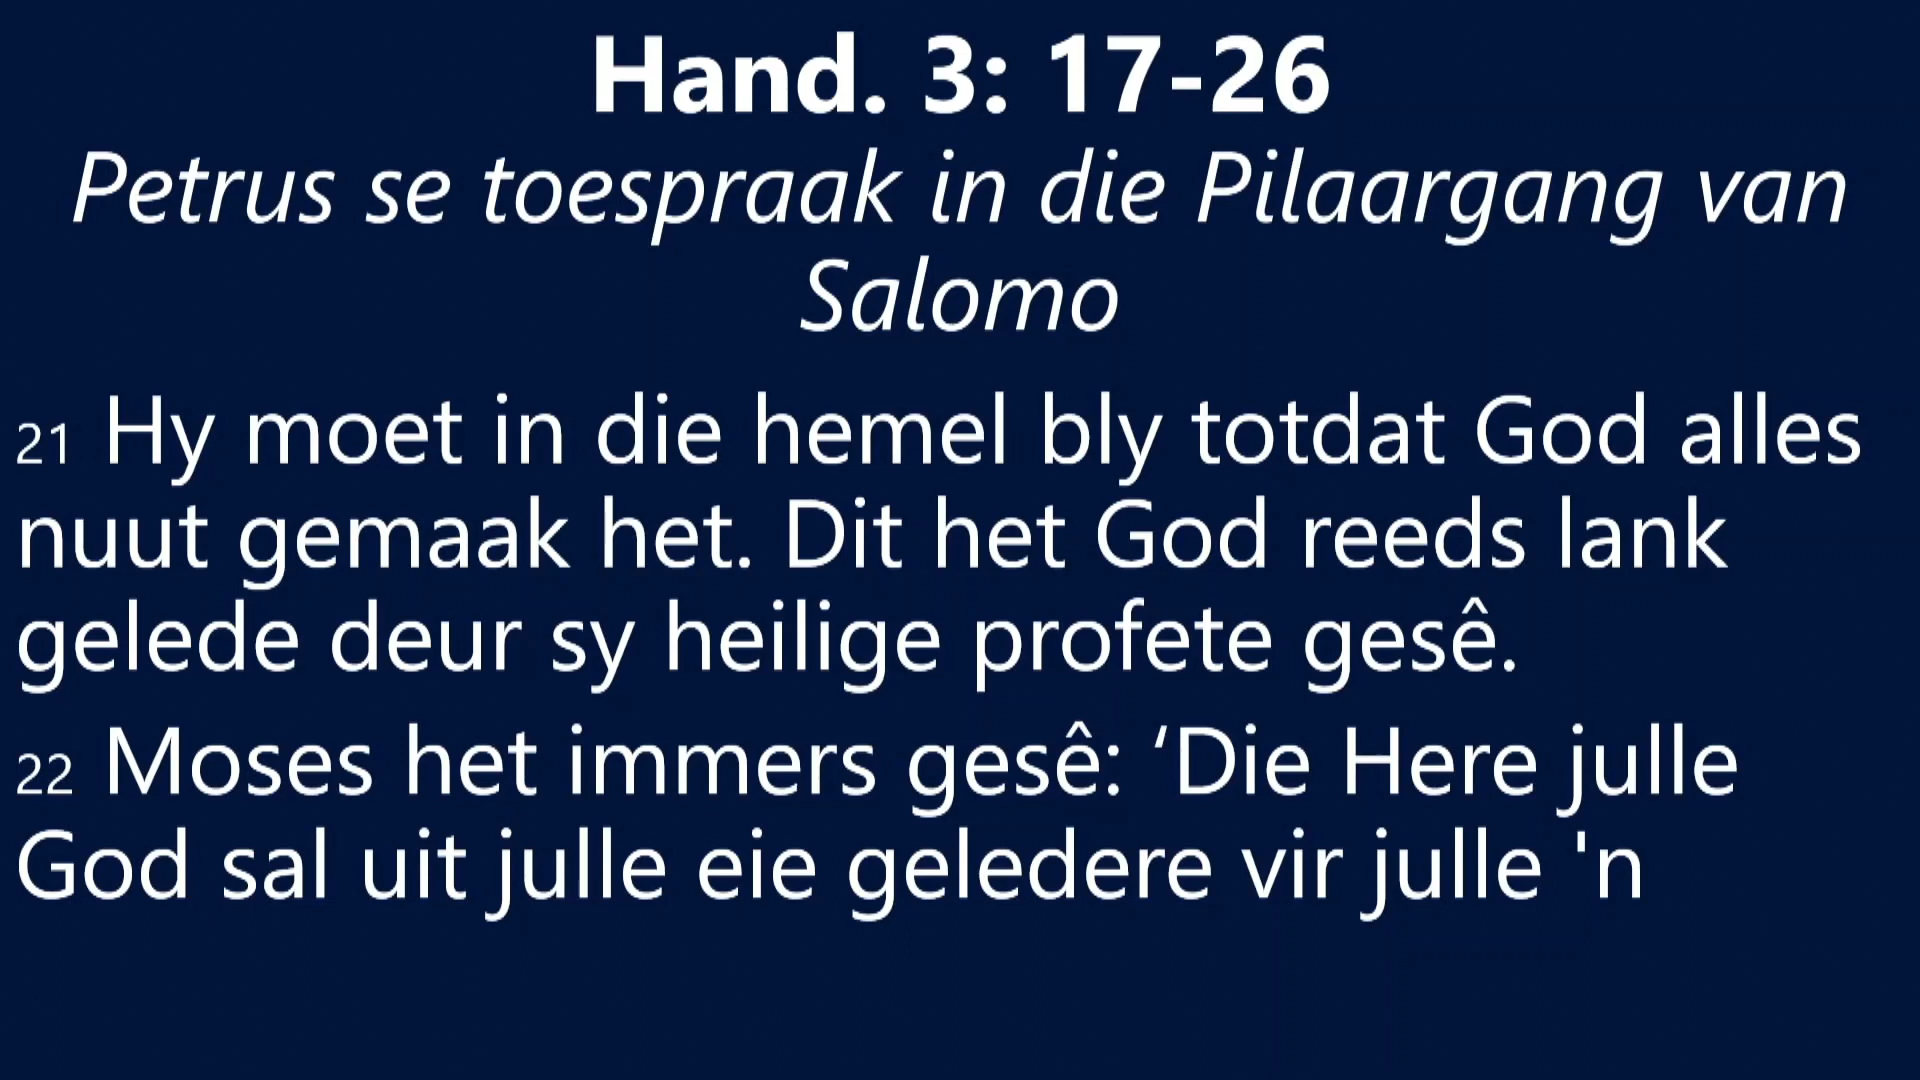 Hand. 3: 17-26
Petrus se toespraak in die Pilaargang van
Salomo
21 Hy moet in die hemel bly totdat God alles
nuut gemaak het. Dit het God reeds lank
gelede deur sy heilige profete gesê.
22 Moses het immers gesê: ‘Die Here julle
God sal uit julle eie geledere vir julle 'n